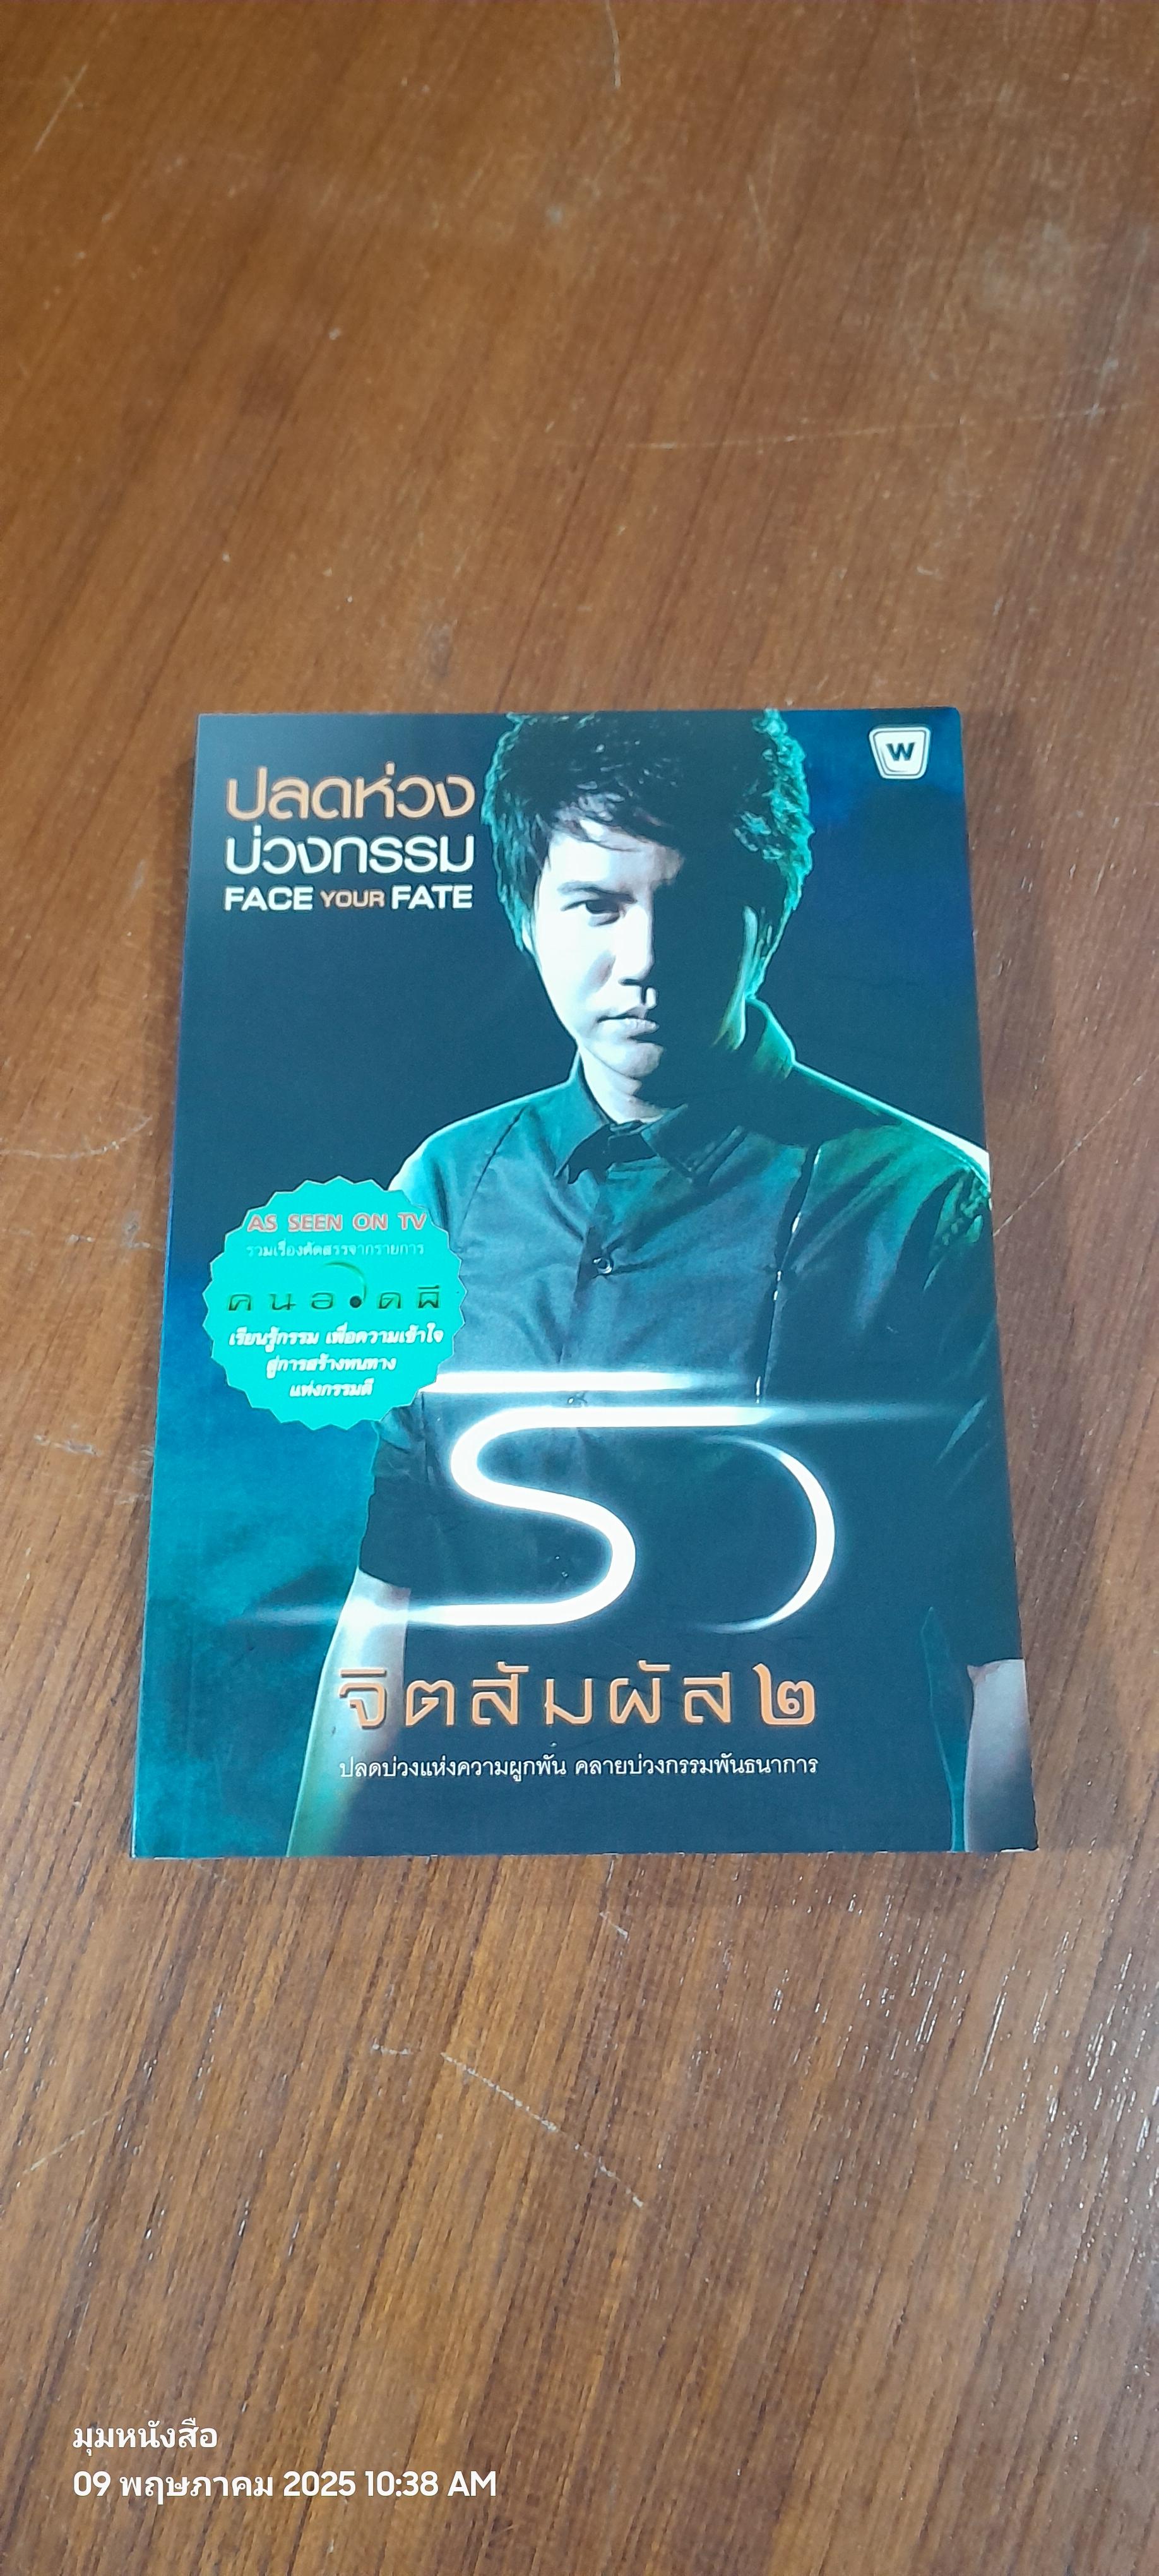 W
ปลดห่วง
บ่วงกรรม
FACE YOUR FATE
AS SEEN ON TV
รวมเรื่องคัดสรรจากรายการ
คนอวดผี
เรียนรู้กรรม เพื่อความเข้าใจ
สู่การสร้างหนทาง
แห่งกรรมดี
ริว
จิตสัมผัส ๒
ปลดบ่วงแห่งความผูกพัน คลายบ่วงกรรมพันธนาการ
มุมหนังสือ
09 พฤษภาคม 2025 10:38 AM